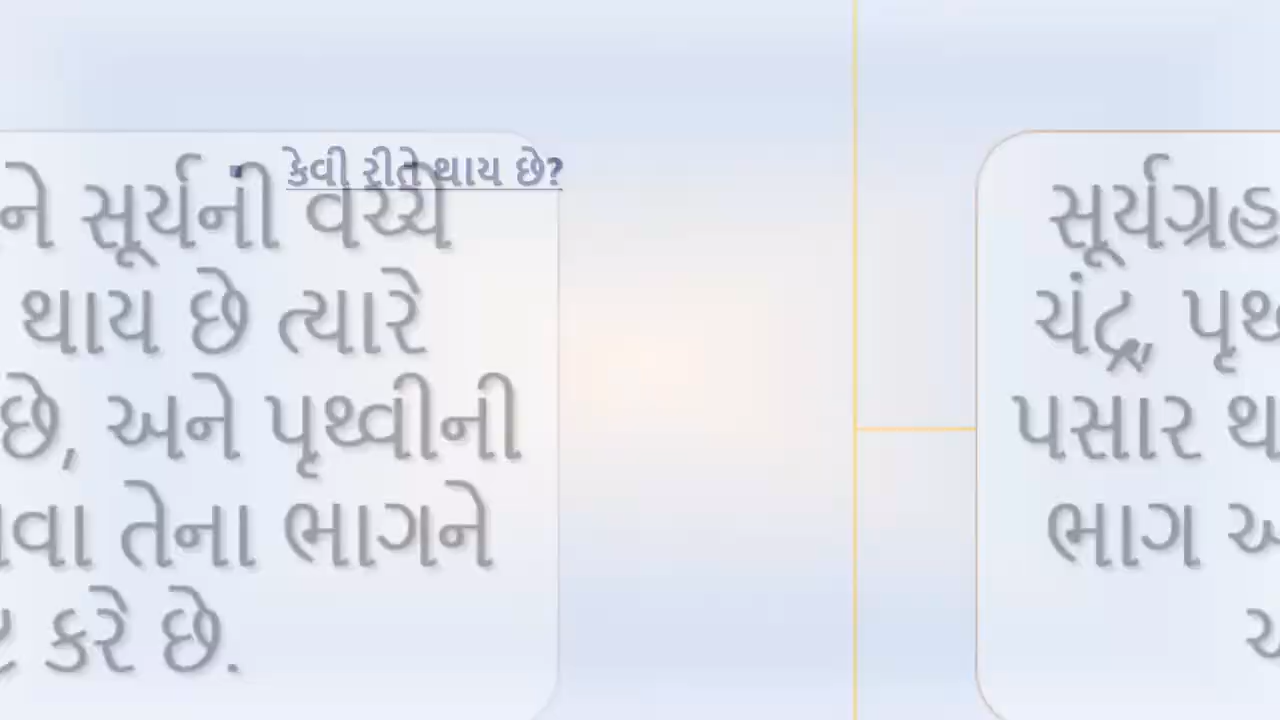 કેવી રીતે થાય છે?
ને સૂર્યની વચ્ચે
થાય છે ત્યારે
છે, અને પૃથ્વીની
તેના ભાગને
કરે છે.
સૂર્યગ્રહ
ચંદ્ર, પૃથ
પસાર થ
ભાગ અ